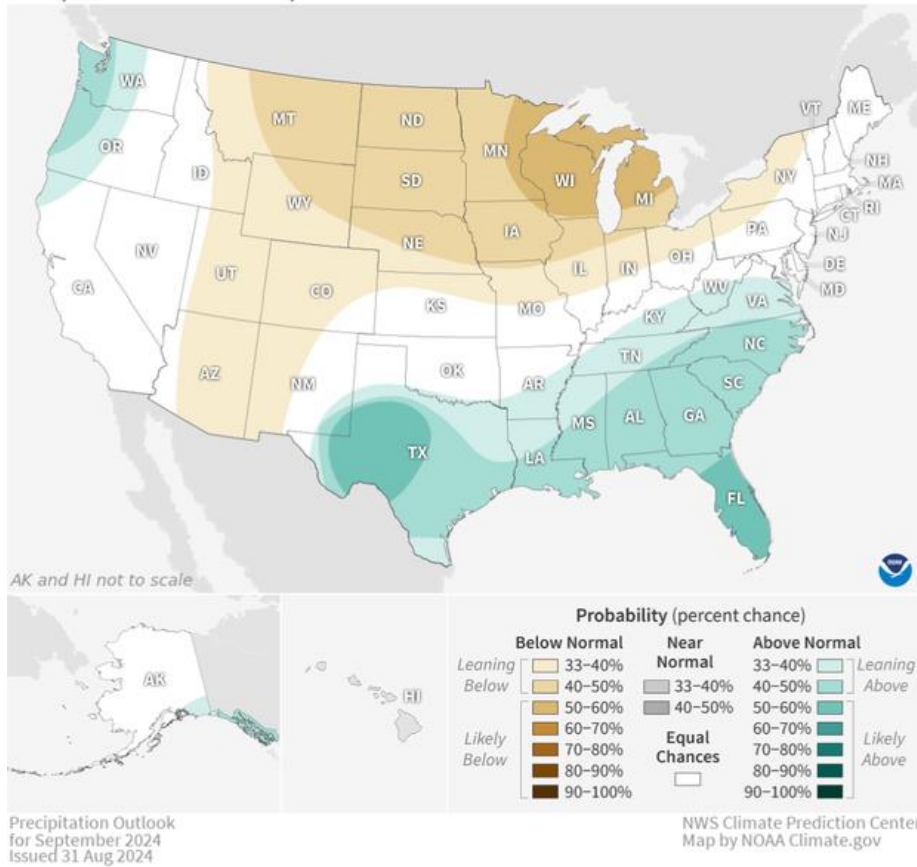 WA
MT
ND
MN
VT
ME
OR
ID
SD
WI
MI
NY
NH
MA
WY
RI
CT
NE
IA
PA
NJ
NV
UT
CO
IL
IN
OH
DE
MD
CA
KS
MO
WV
VA
KY
AZ
NM
OK
AR
TN
NC
SC
TX
LA
MS
AL
GA
FL
AK and HI not to scale
AK
HI
Probability (percent chance)
Below Normal
Near Normal
Above Normal
Leaning Below
33–40%
40–50%
33–40%
40–50%
33–40%
40–50%
Leaning Above
Likely Below
50–60%
60–70%
70–80%
80–90%
90–100%
Equal Chances
50–60%
60–70%
70–80%
80–90%
90–100%
Likely Above
Precipitation Outlook
for September 2024
Issued 31 Aug 2024
NWS Climate Prediction Center
Map by NOAA Climate.gov